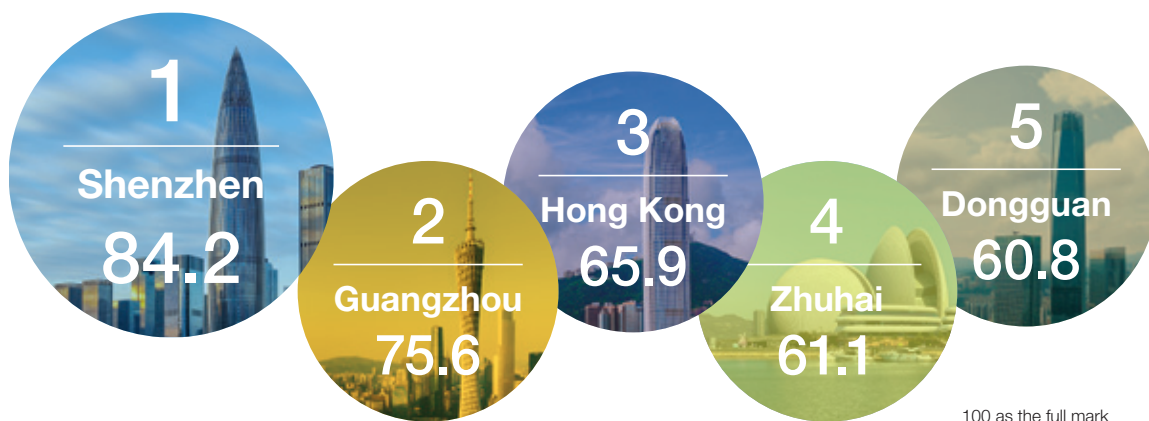 1
Shenzhen
84.2
2
Guangzhou
75.6
3
Hong Kong
65.9
4
Zhuhai
61.1
5
Dongguan
60.8
100 as the full mark